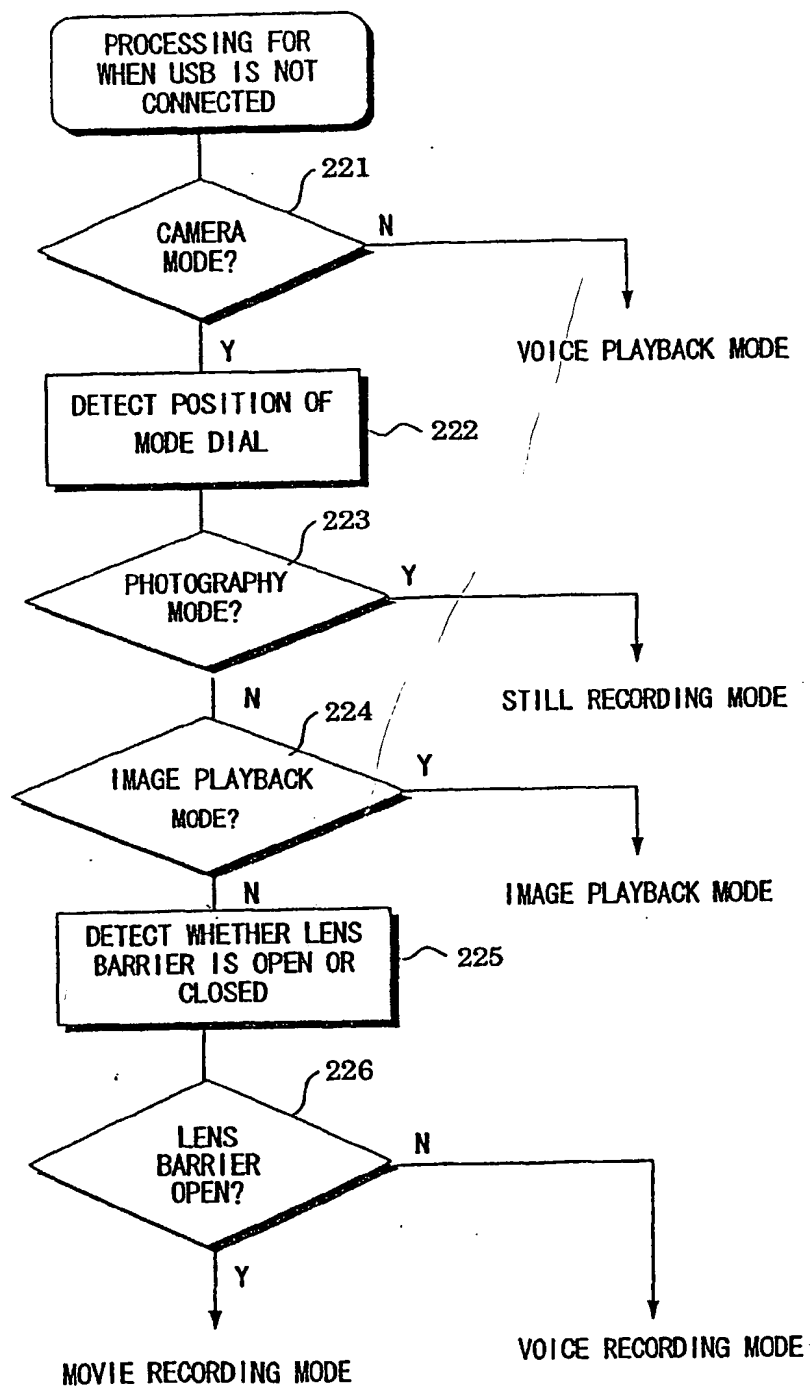 PROCESSING FOR
WHEN USB IS NOT
CONNECTED
221
CAMERA
MODE?
N
Y
VOICE PLAYBACK MODE
DETECT POSITION OF
MODE DIAL
222
223
PHOTOGRAPHY
MODE?
Y
N
STILL RECORDING MODE
224
IMAGE PLAYBACK
MODE?
Y
N
IMAGE PLAYBACK MODE
DETECT WHETHER LENS
BARRIER IS OPEN OR
CLOSED
225
226
LENS
BARRIER
OPEN?
N
Y
VOICE RECORDING MODE
MOVIE RECORDING MODE